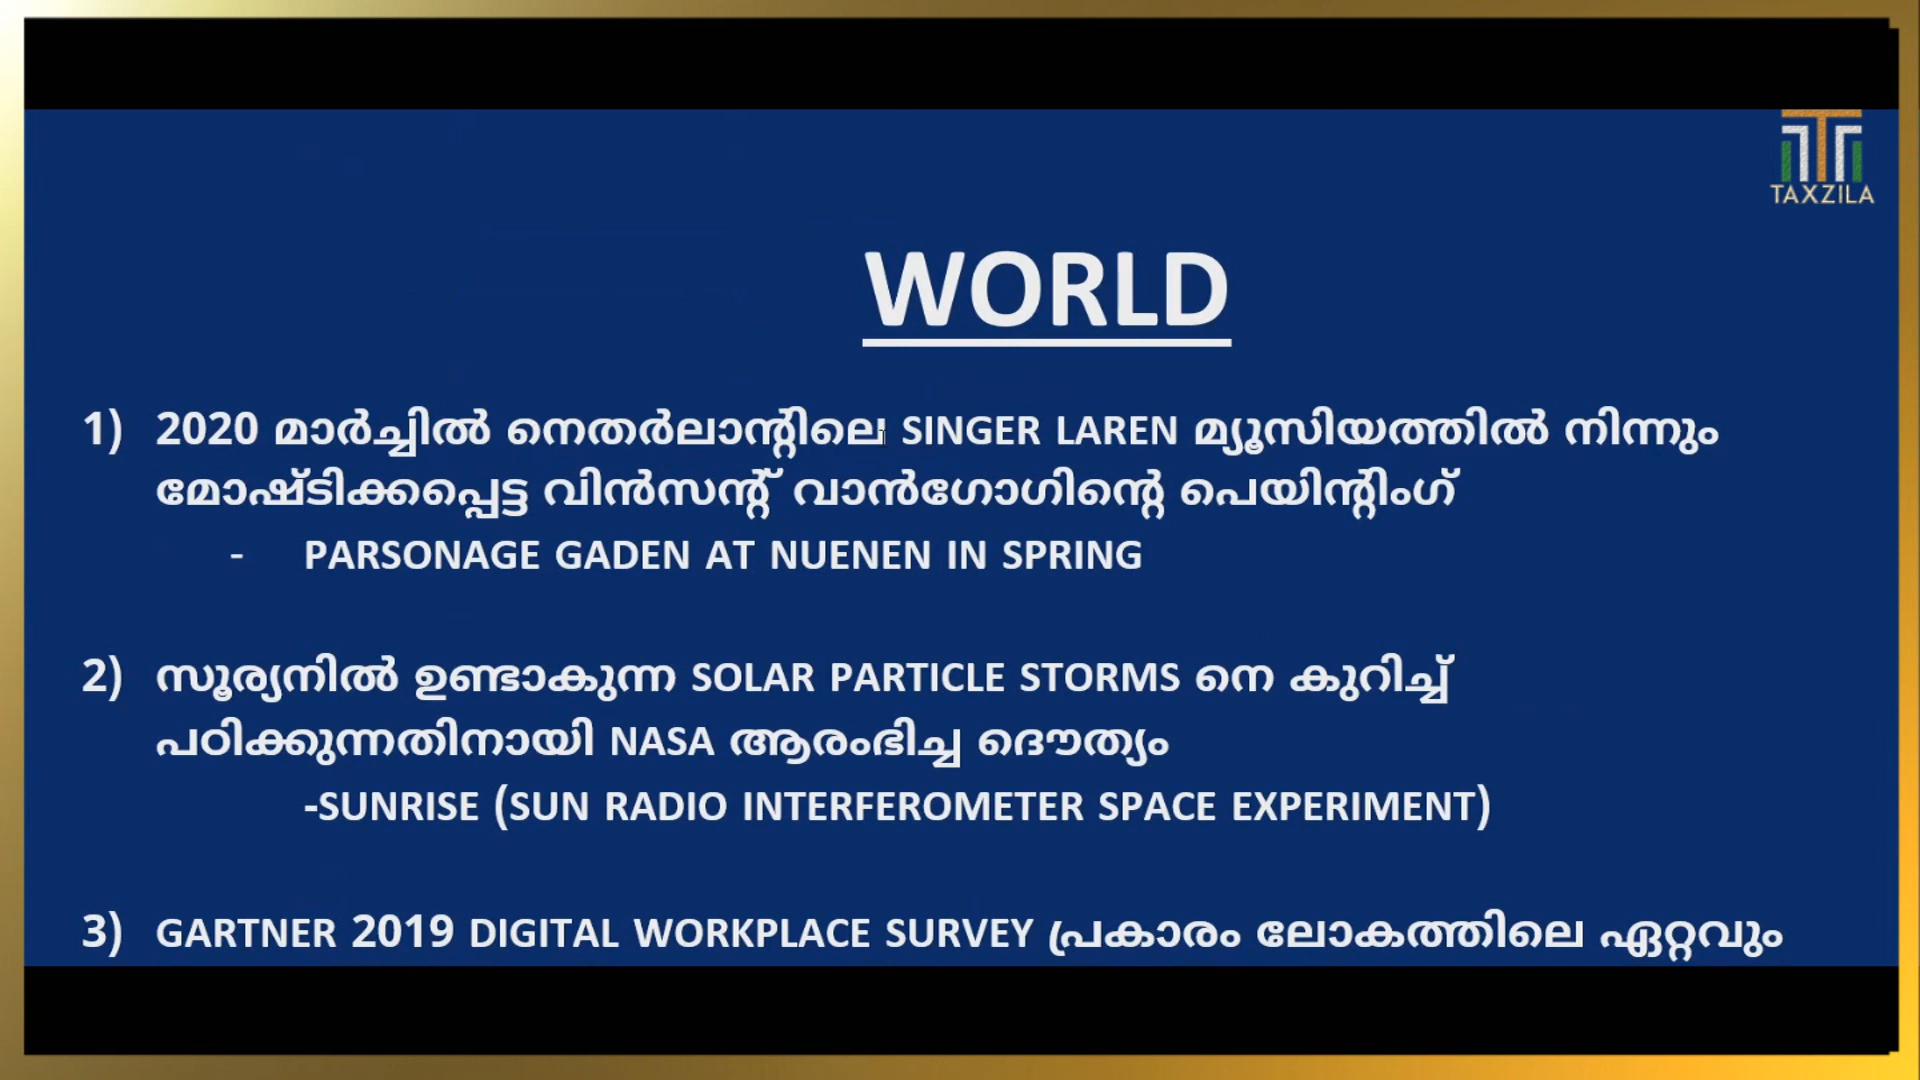 TAXZILA
WORLD
1) 2020 മാർച്ചിൽ നെതർലാന്റിലെ SINGER LAREN മ്യൂസിയത്തിൽ നിന്നും
മോഷ്ടിക്കപ്പെട്ട വിൻസന്റ് വാൻഗോഗിന്റെ പെയിന്റിംഗ്
- PARSONAGE GADEN AT NUENEN IN SPRING
2) സൂര്യനിൽ ഉണ്ടാകുന്ന SOLAR PARTICLE STORMS നെ കുറിച്ച്
പഠിക്കുന്നതിനായി NASA ആരംഭിച്ച ദൌത്യം
-SUNRISE (SUN RADIO INTERFEROMETER SPACE EXPERIMENT)
3) GARTNER 2019 DIGITAL WORKPLACE SURVEY പ്രകാരം ലോകത്തിലെ ഏറ്റവും